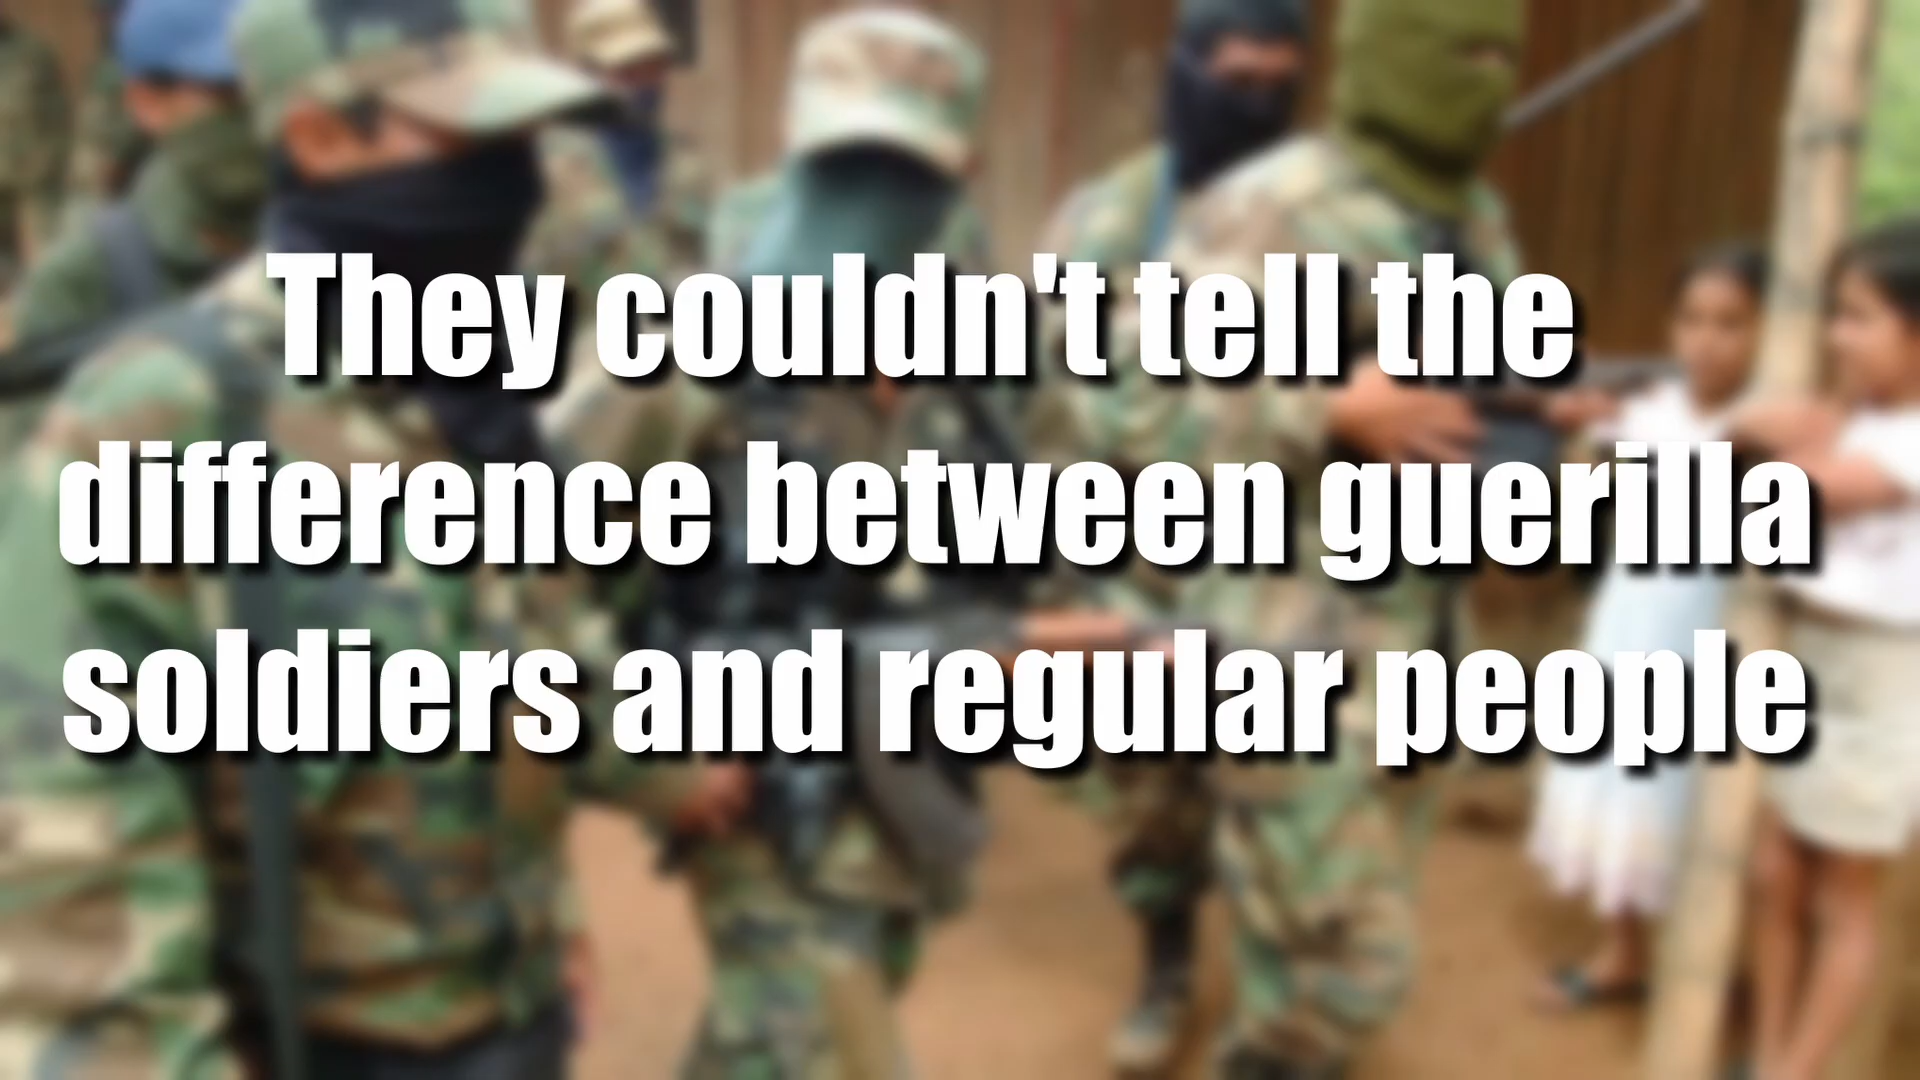 They couldn't tell the
difference between guerilla
soldiers and regular people